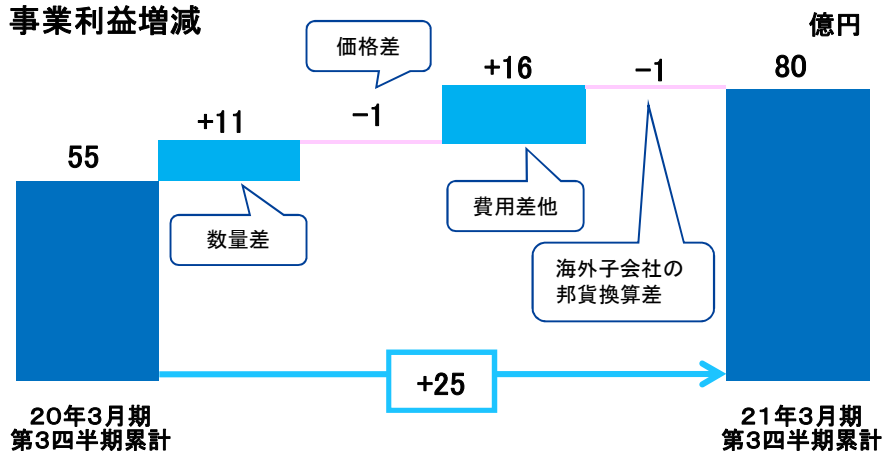 事業利益増減
億円
価格差
+16
－1
80
+11
－1
55
費用差他
数量差
海外子会社の
邦貨換算差
+25
２０年３月期
第３四半期累計
２１年３月期
第３四半期累計